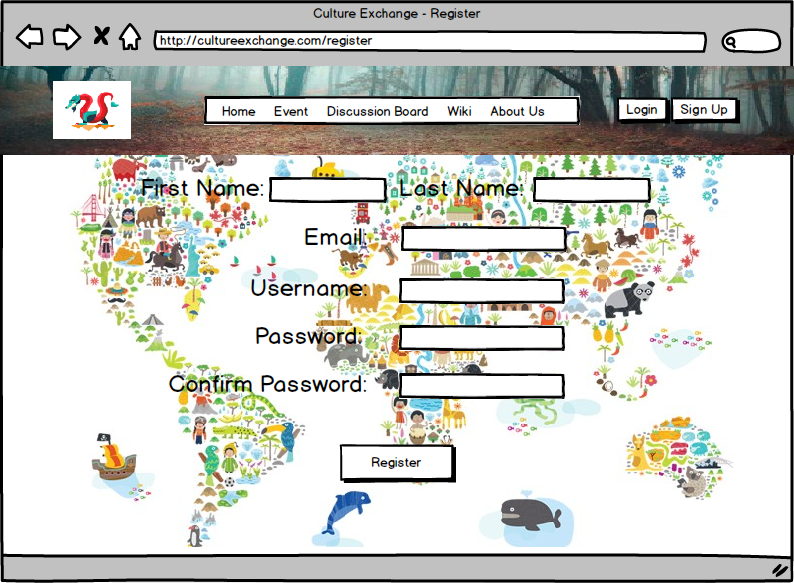 Culture Exchange - Register
http://cultureexchange.com/register
Home Event Discussion Board Wiki About Us Login Sign Up
First Name: Last Name:
Email:
Username:
Password:
Confirm Password:
Register